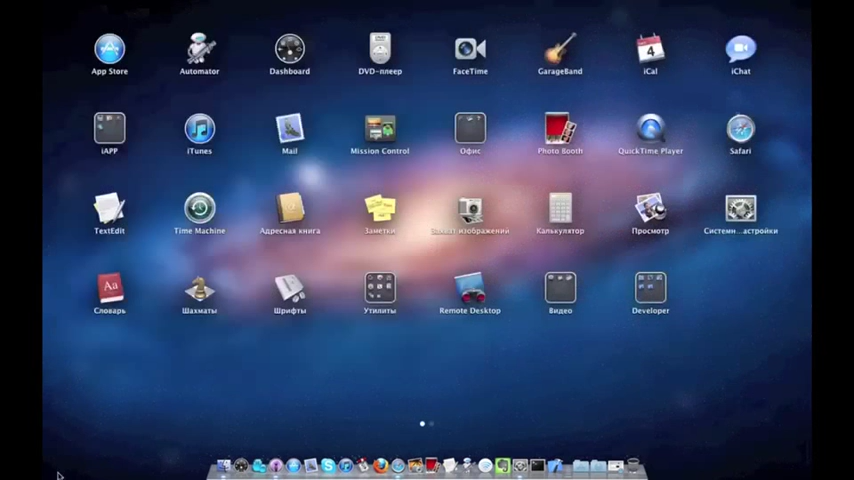 App Store
Automator
Dashboard
DVD-плеер
FaceTime
GarageBand
iCal
iChat
iAPP
iTunes
Mail
Mission Control
Офис
Photo Booth
QuickTime Player
Safari
TextEdit
Time Machine
Адресная книга
Заметки
Захват изображений
Калькулятор
Просмотр
Системн...астройки
Словарь
Шахматы
Шрифты
Утилиты
Remote Desktop
Видео
Developer